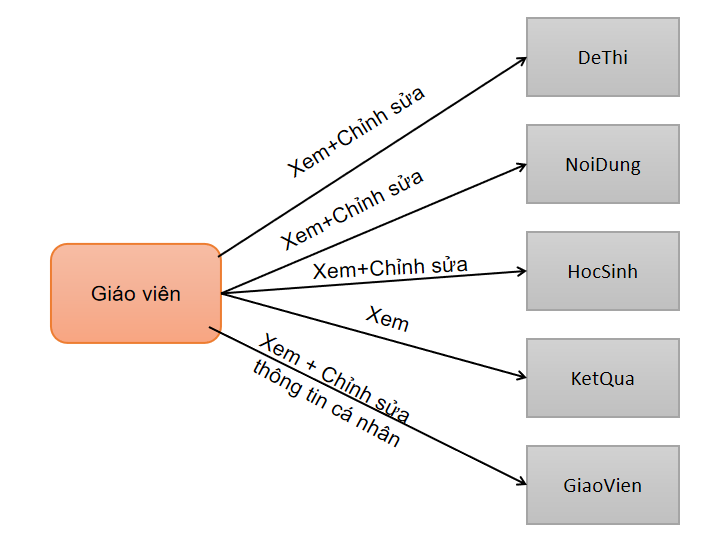 DeThi
Xem+Chỉnh sửa
NoiDung
Xem+Chỉnh sửa
HocSinh
Xem+Chỉnh sửa
Giáo viên
Xem
KetQua
Xem + Chỉnh sửa
thông tin cá nhân
GiaoVien